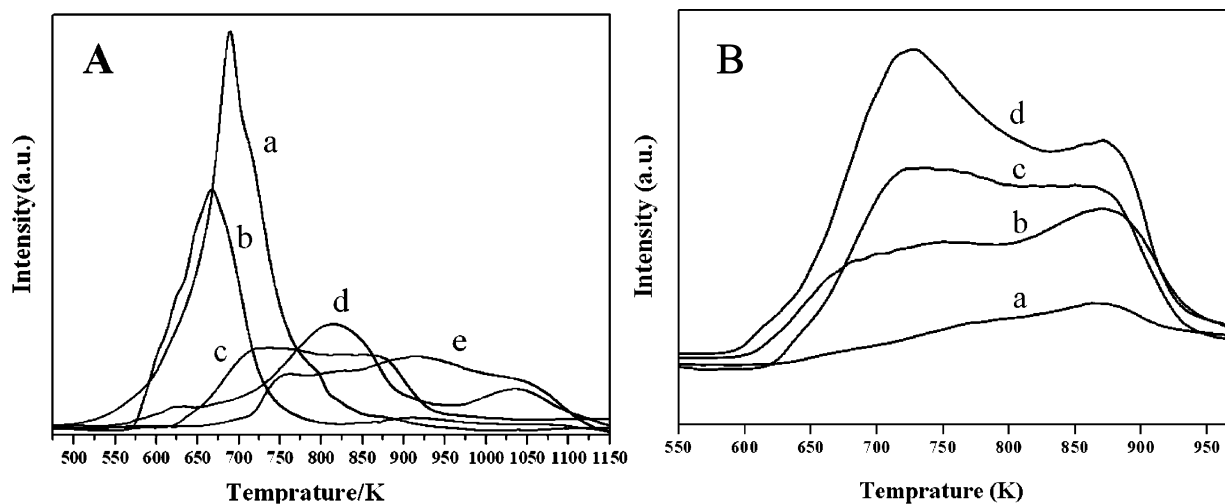 A
a
b
c
d
e
Intensity(a.u.)
500 550 600 650 700 750 800 850 900 950 1000 1050 1100 1150
Temprature/K
B
d
c
b
a
Intensity (a.u.)
550 600 650 700 750 800 850 900 950
Temprature (K)